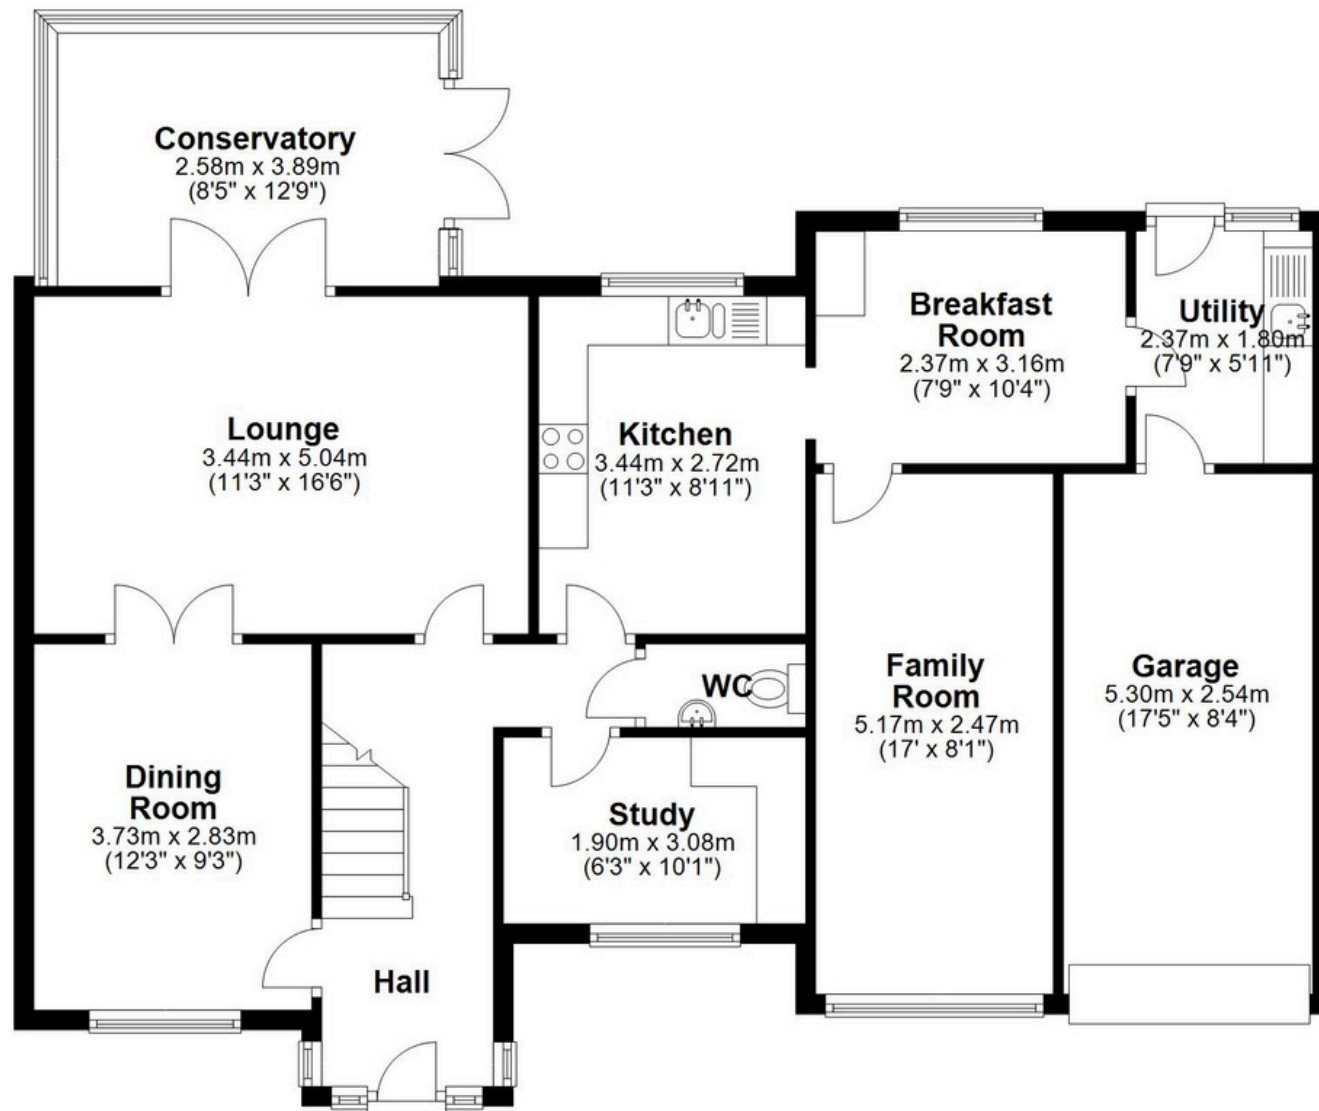 Conservatory
2.58m x 3.89m
(8'5" x 12'9")
Breakfast
Room
2.37m x 3.16m
(7'9" x 10'4")
Utility
2.37m x 1.80m
(7'9" x 5'11")
Lounge
3.44m x 5.04m
(11'3" x 16'6")
Kitchen
3.44m x 2.72m
(11'3" x 8'11")
WC
Family
Room
5.17m x 2.47m
(17' x 8'1")
Garage
5.30m x 2.54m
(17'5" x 8'4")
Dining
Room
3.73m x 2.83m
(12'3" x 9'3")
Study
1.90m x 3.08m
(6'3" x 10'1")
Hall